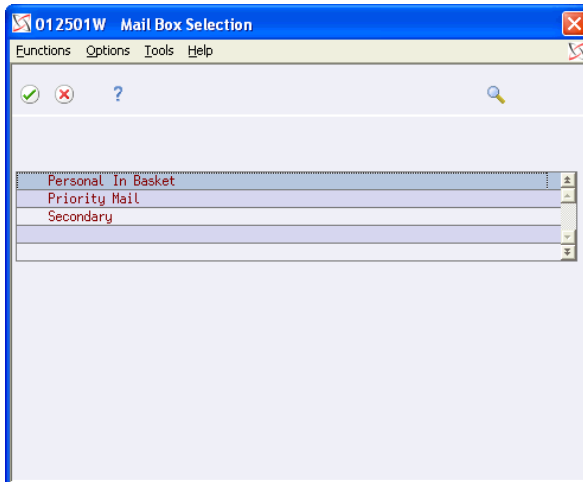 012501W Mail Box Selection
Functions Options Tools Help
?
Personal In Basket
Priority Mail
Secondary